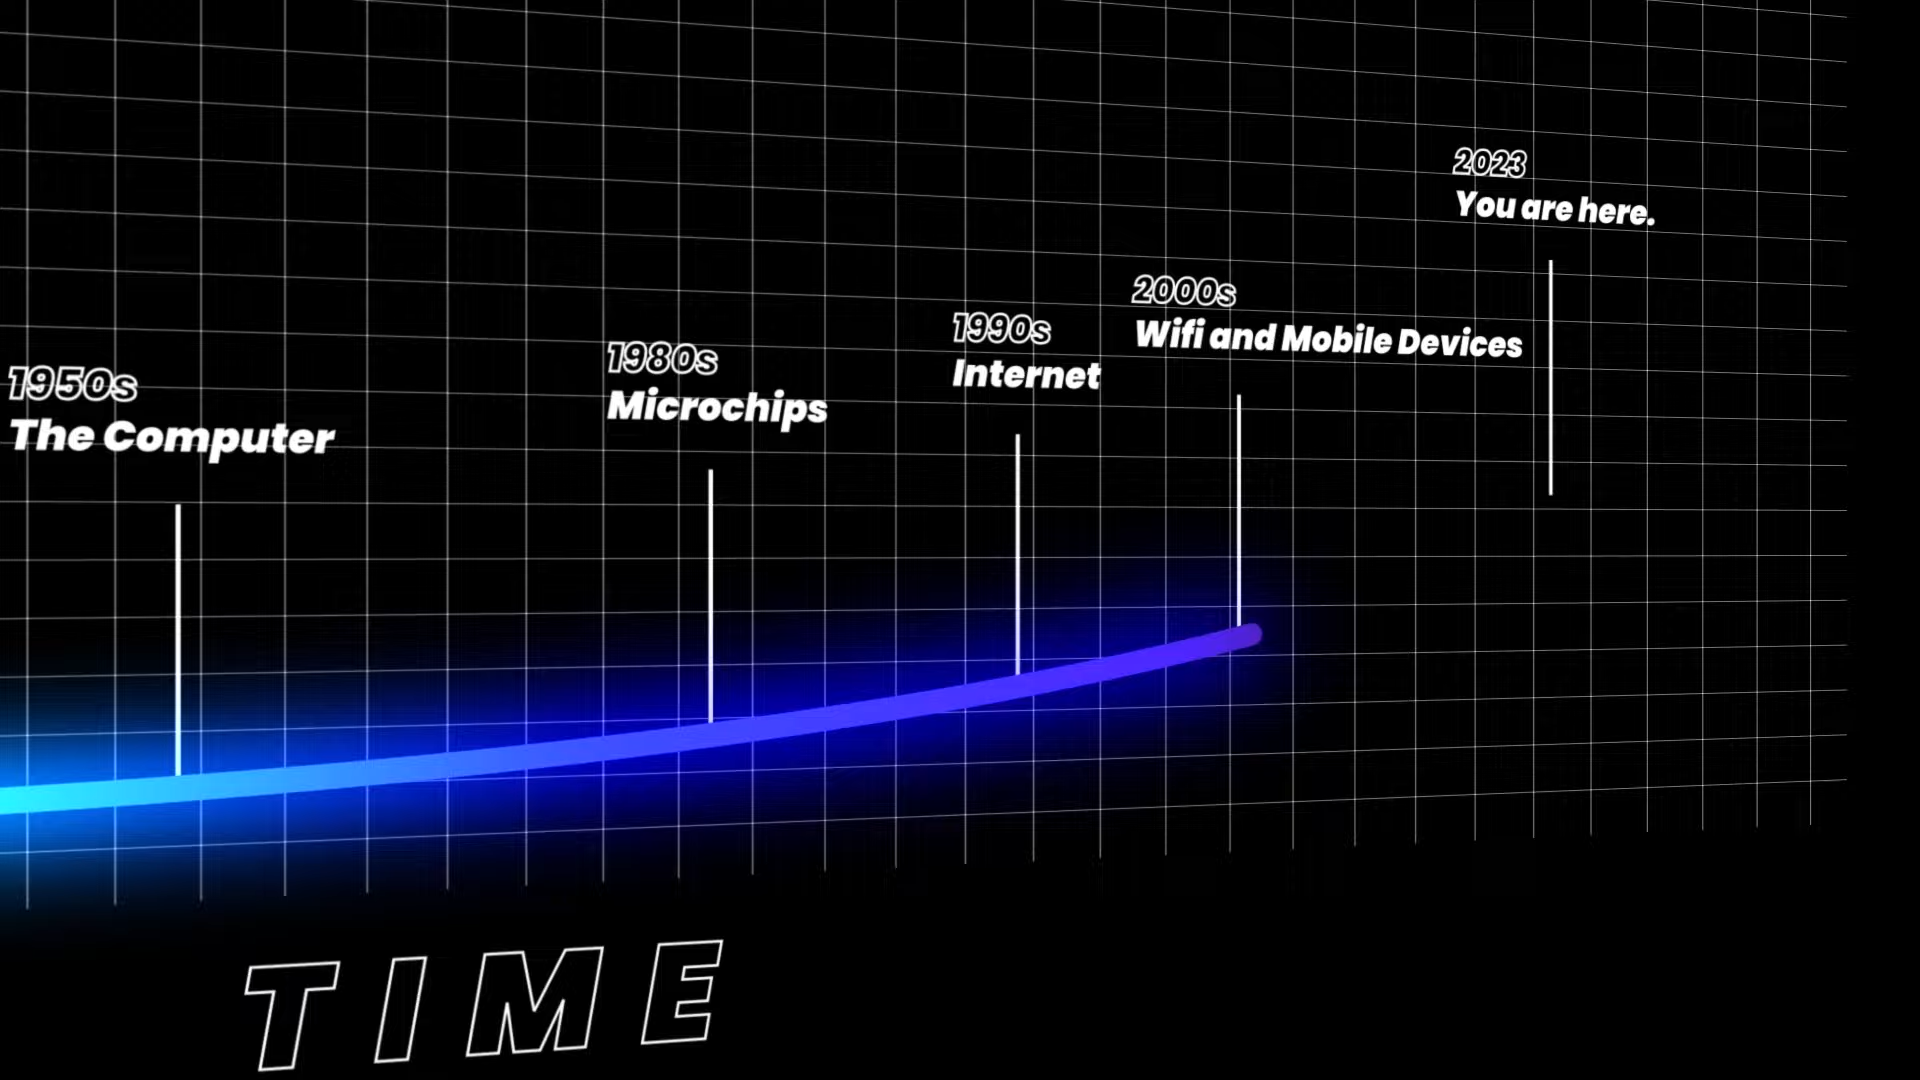 1950s
The Computer
1980s
Microchips
1990s
Internet
2000s
Wifi and Mobile Devices
2023
You are here.
TIME